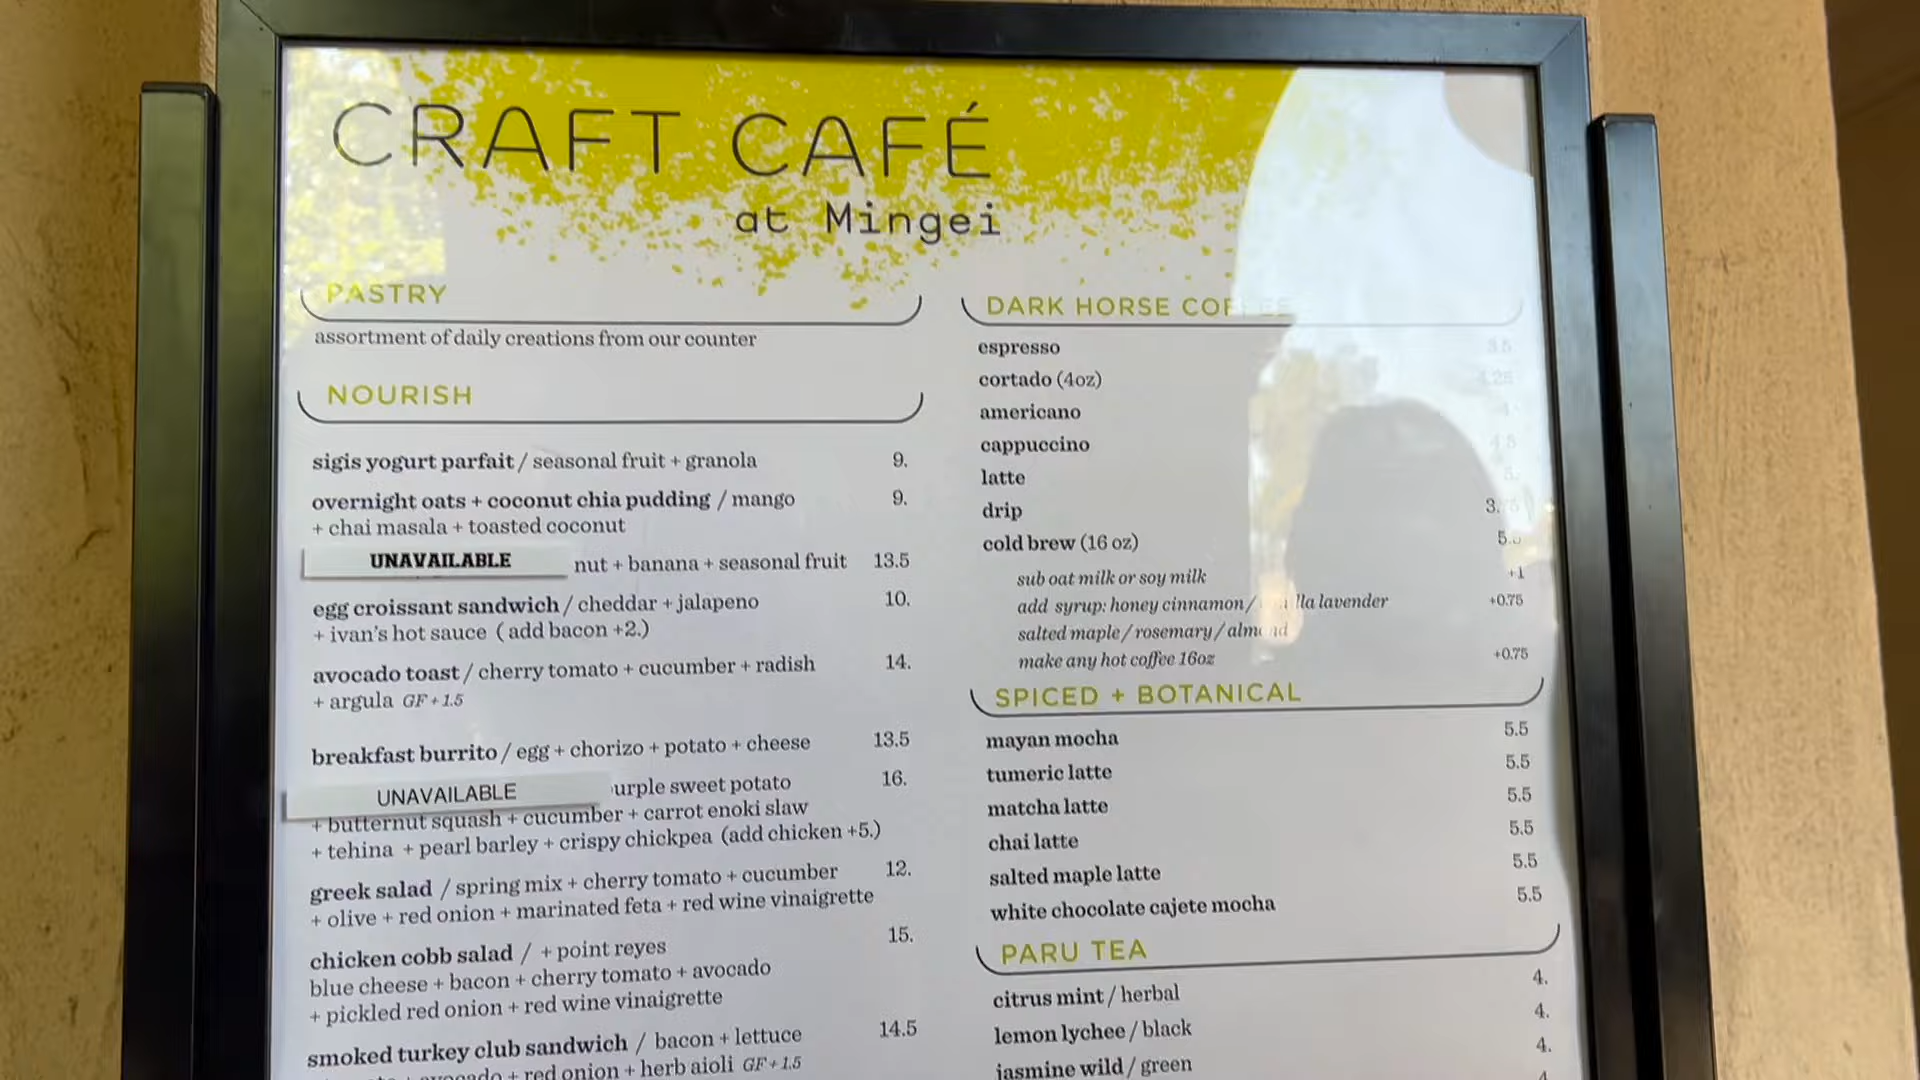 CRAFT CAFÉ
at Mingei
PASTRY
assortment of daily creations from our counter
NOURISH
sigis yogurt parfait / seasonal fruit + granola 9.
overnight oats + coconut chia pudding / mango 9.
+ chai masala + toasted coconut
UNAVAILABLE nut + banana + seasonal fruit 13.5
egg croissant sandwich / cheddar + jalapeno 10.
+ ivan's hot sauce ( add bacon +2.)
avocado toast / cherry tomato + cucumber + radish 14.
+ argula GF + 1.5
breakfast burrito / egg + chorizo + potato + cheese 13.5
UNAVAILABLE urple sweet potato 16.
+ butternut squash + cucumber + carrot enoki slaw
+ tehina + pearl barley + crispy chickpea (add chicken +5.)
greek salad / spring mix + cherry tomato + cucumber 12.
+ olive + red onion + marinated feta + red wine vinaigrette
chicken cobb salad / + point reyes 15.
blue cheese + bacon + cherry tomato + avocado
+ pickled red onion + red wine vinaigrette
smoked turkey club sandwich / bacon + lettuce 14.5
+ avocado + red onion + herb aioli GF + 1.5
DARK HORSE COFFEE
espresso 3.5
cortado (4oz) 4.25
americano
cappuccino 4.5
latte
drip
cold brew (16 oz)
sub oat milk or soy milk +1
add syrup: honey cinnamon / lavender +0.75
salted maple / rosemary / almond
make any hot coffee 16oz +0.75
SPICED + BOTANICAL
mayan mocha 5.5
tumeric latte 5.5
matcha latte 5.5
chai latte 5.5
salted maple latte 5.5
white chocolate cajete mocha 5.5
PARU TEA
citrus mint / herbal 4.
lemon lychee / black 4.
jasmine wild / green 4.